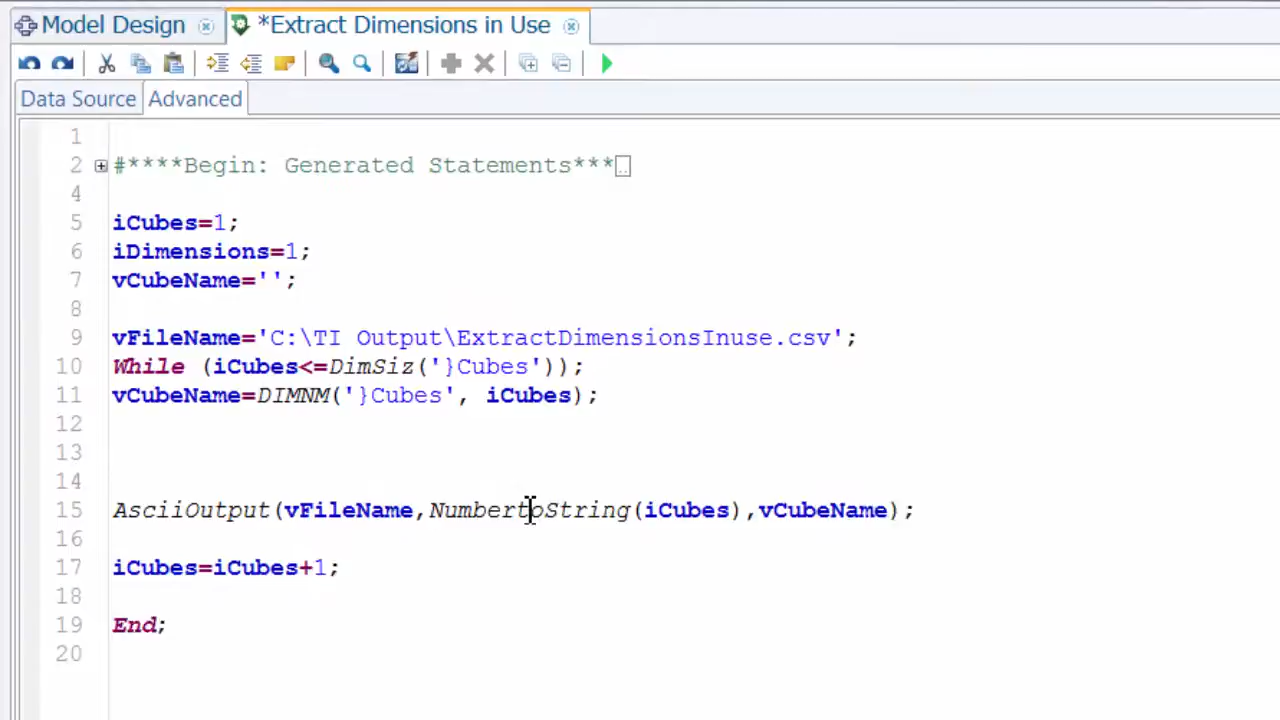 Model Design *Extract Dimensions in Use
Data Source Advanced
1
2 #****Begin: Generated Statements***
4
5 iCubes=1;
6 iDimensions=1;
7 vCubeName='';
8
9 vFileName='C:\TI Output\ExtractDimensionsInuse.csv';
10 While (iCubes<=DimSiz('}Cubes'));
11 vCubeName=DIMNM('}Cubes', iCubes);
12
13
14
15 AsciiOutput(vFileName,NumbertoString(iCubes),vCubeName);
16
17 iCubes=iCubes+1;
18
19 End;
20